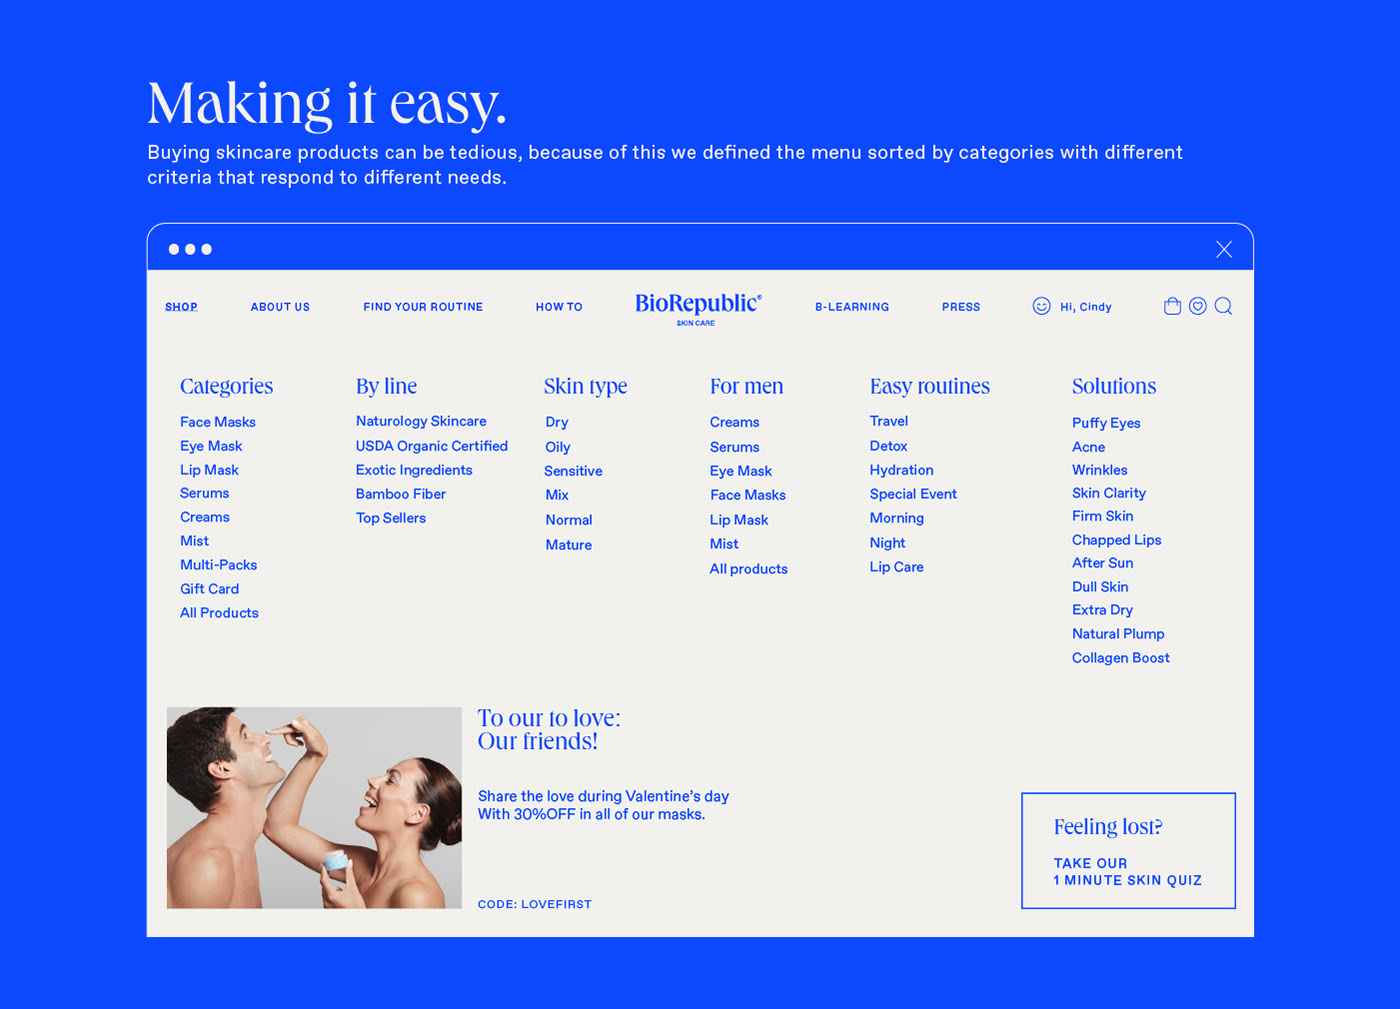 Making it easy.
Buying skincare products can be tedious, because of this we defined the menu sorted by categories with different
criteria that respond to different needs.
SHOP
ABOUT US
FIND YOUR ROUTINE
HOW TO
BioRepublic®
SKIN CARE
B-LEARNING
PRESS
Hi, Cindy
Categories
Face Masks
Eye Mask
Lip Mask
Serums
Creams
Mist
Multi-Packs
Gift Card
All Products
By line
Naturology Skincare
USDA Organic Certified
Exotic Ingredients
Bamboo Fiber
Top Sellers
Skin type
Dry
Oily
Sensitive
Mix
Normal
Mature
For men
Creams
Serums
Eye Mask
Face Masks
Lip Mask
Mist
All products
Easy routines
Travel
Detox
Hydration
Special Event
Morning
Night
Lip Care
Solutions
Puffy Eyes
Acne
Wrinkles
Skin Clarity
Firm Skin
Chapped Lips
After Sun
Dull Skin
Extra Dry
Natural Plump
Collagen Boost
To our to love:
Our friends!
Share the love during Valentine's day
With 30%OFF in all of our masks.
CODE: LOVEFIRST
Feeling lost?
TAKE OUR
1 MINUTE SKIN QUIZ